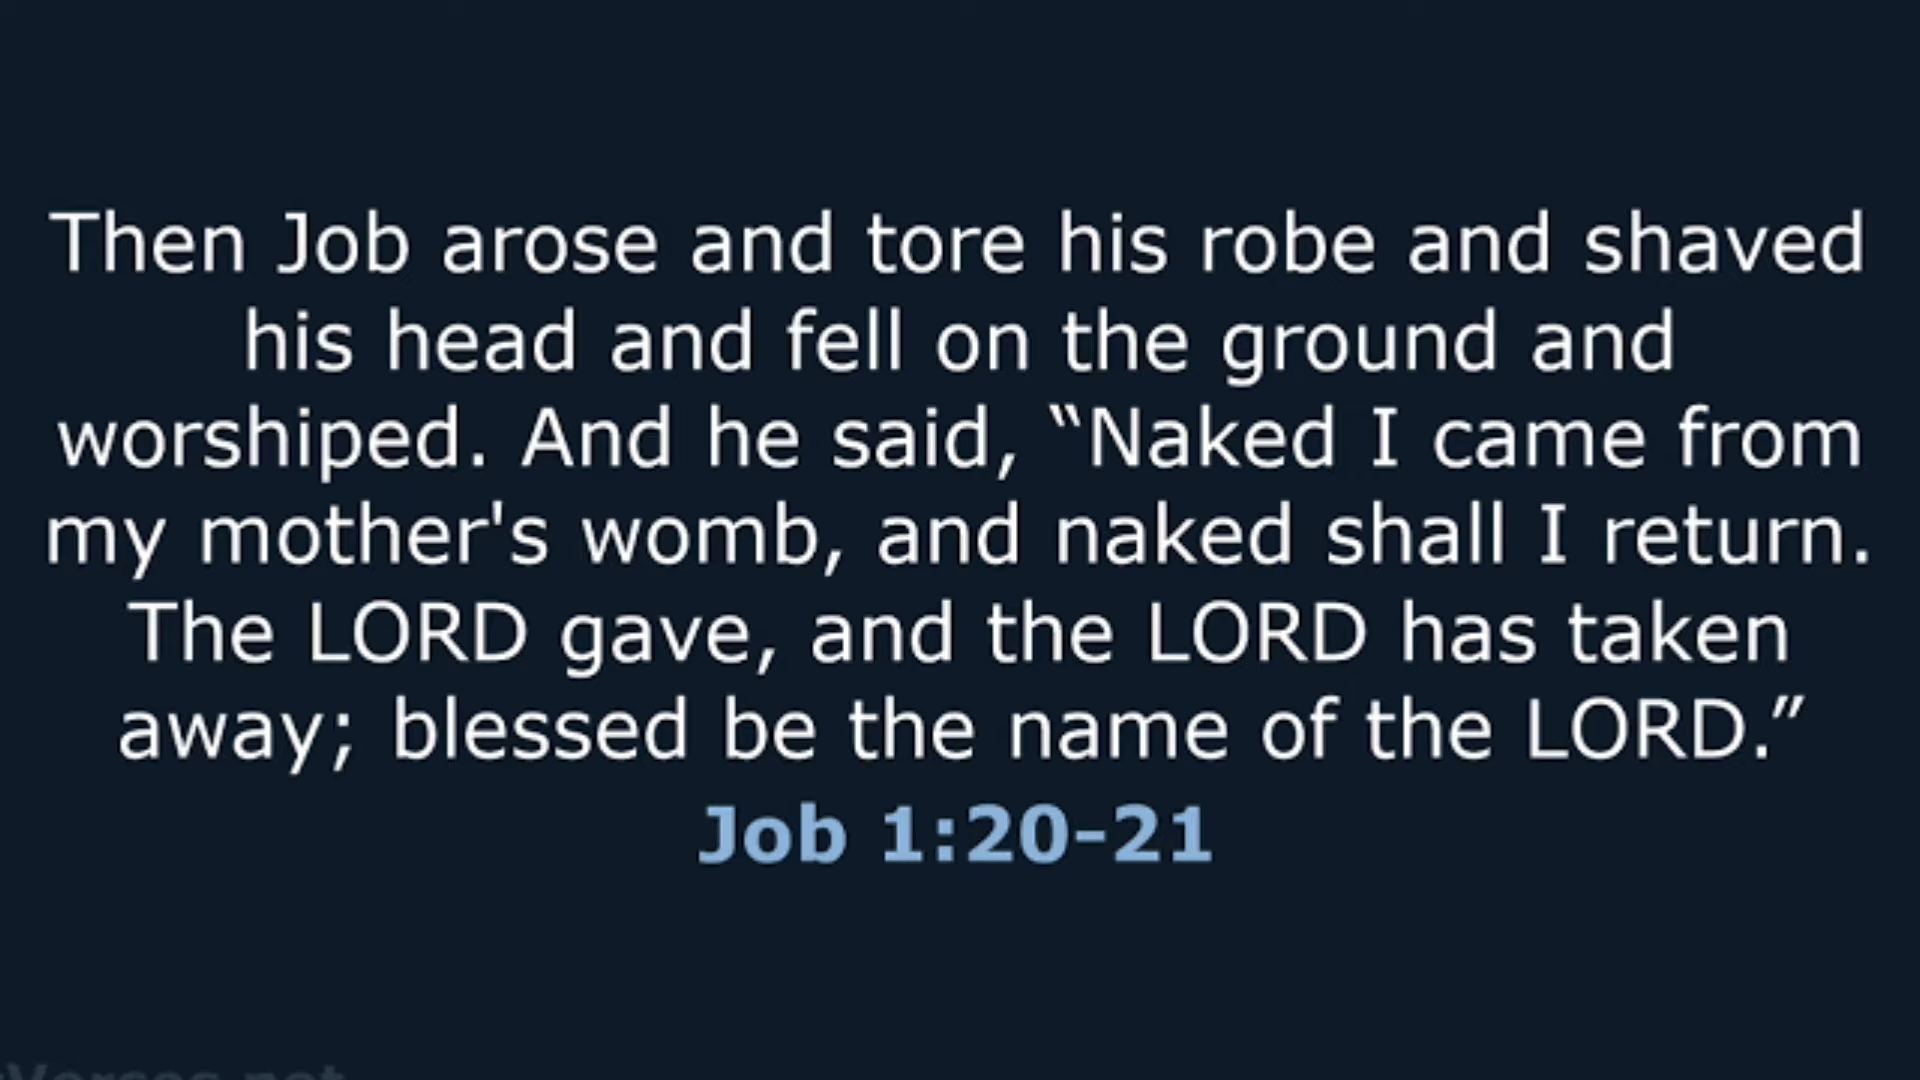 Then Job arose and tore his robe and shaved
his head and fell on the ground and
worshiped. And he said, “Naked I came from
my mother's womb, and naked shall I return.
The LORD gave, and the LORD has taken
away; blessed be the name of the LORD.”
Job 1:20-21
Verses.net